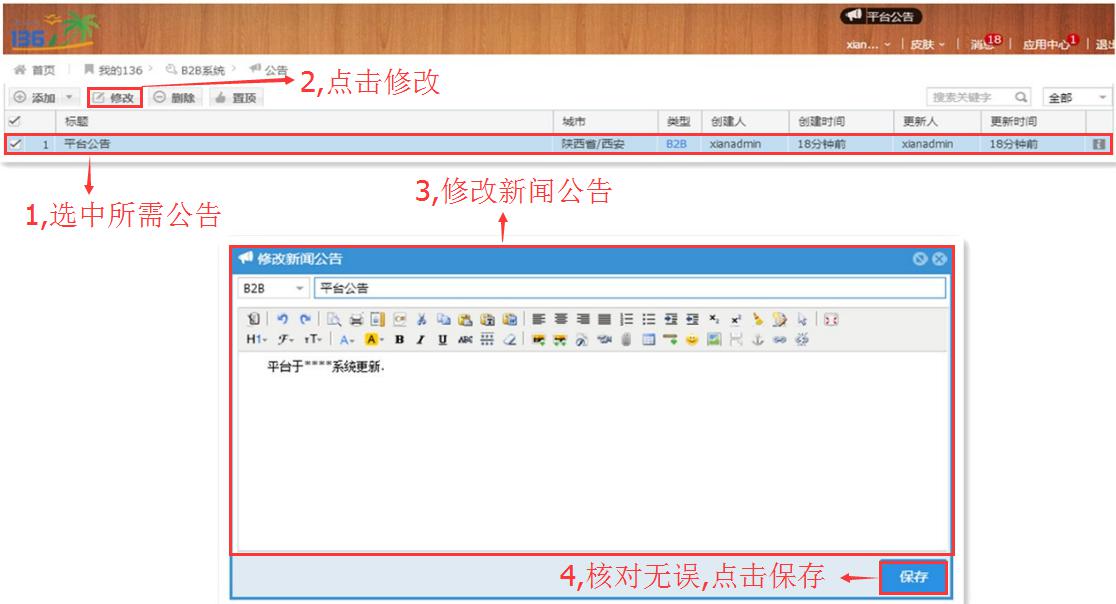 136
平台公告
xian... 皮肤 消息 18 应用中心 1 退出
首页 我的136 B2B系统 公告
2,点击修改
添加 修改 删除 置顶 搜索关键字 全部
标题 城市 类型 创建人 创建时间 更新人 更新时间
1 平台公告 陕西省/西安 B2B xianadmin 18分钟前 xianadmin 18分钟前
1,选中所需公告
3,修改新闻公告
修改新闻公告
B2B 平台公告
H1 F тT A A B I U ABC
平台于****系统更新.
4,核对无误,点击保存 保存